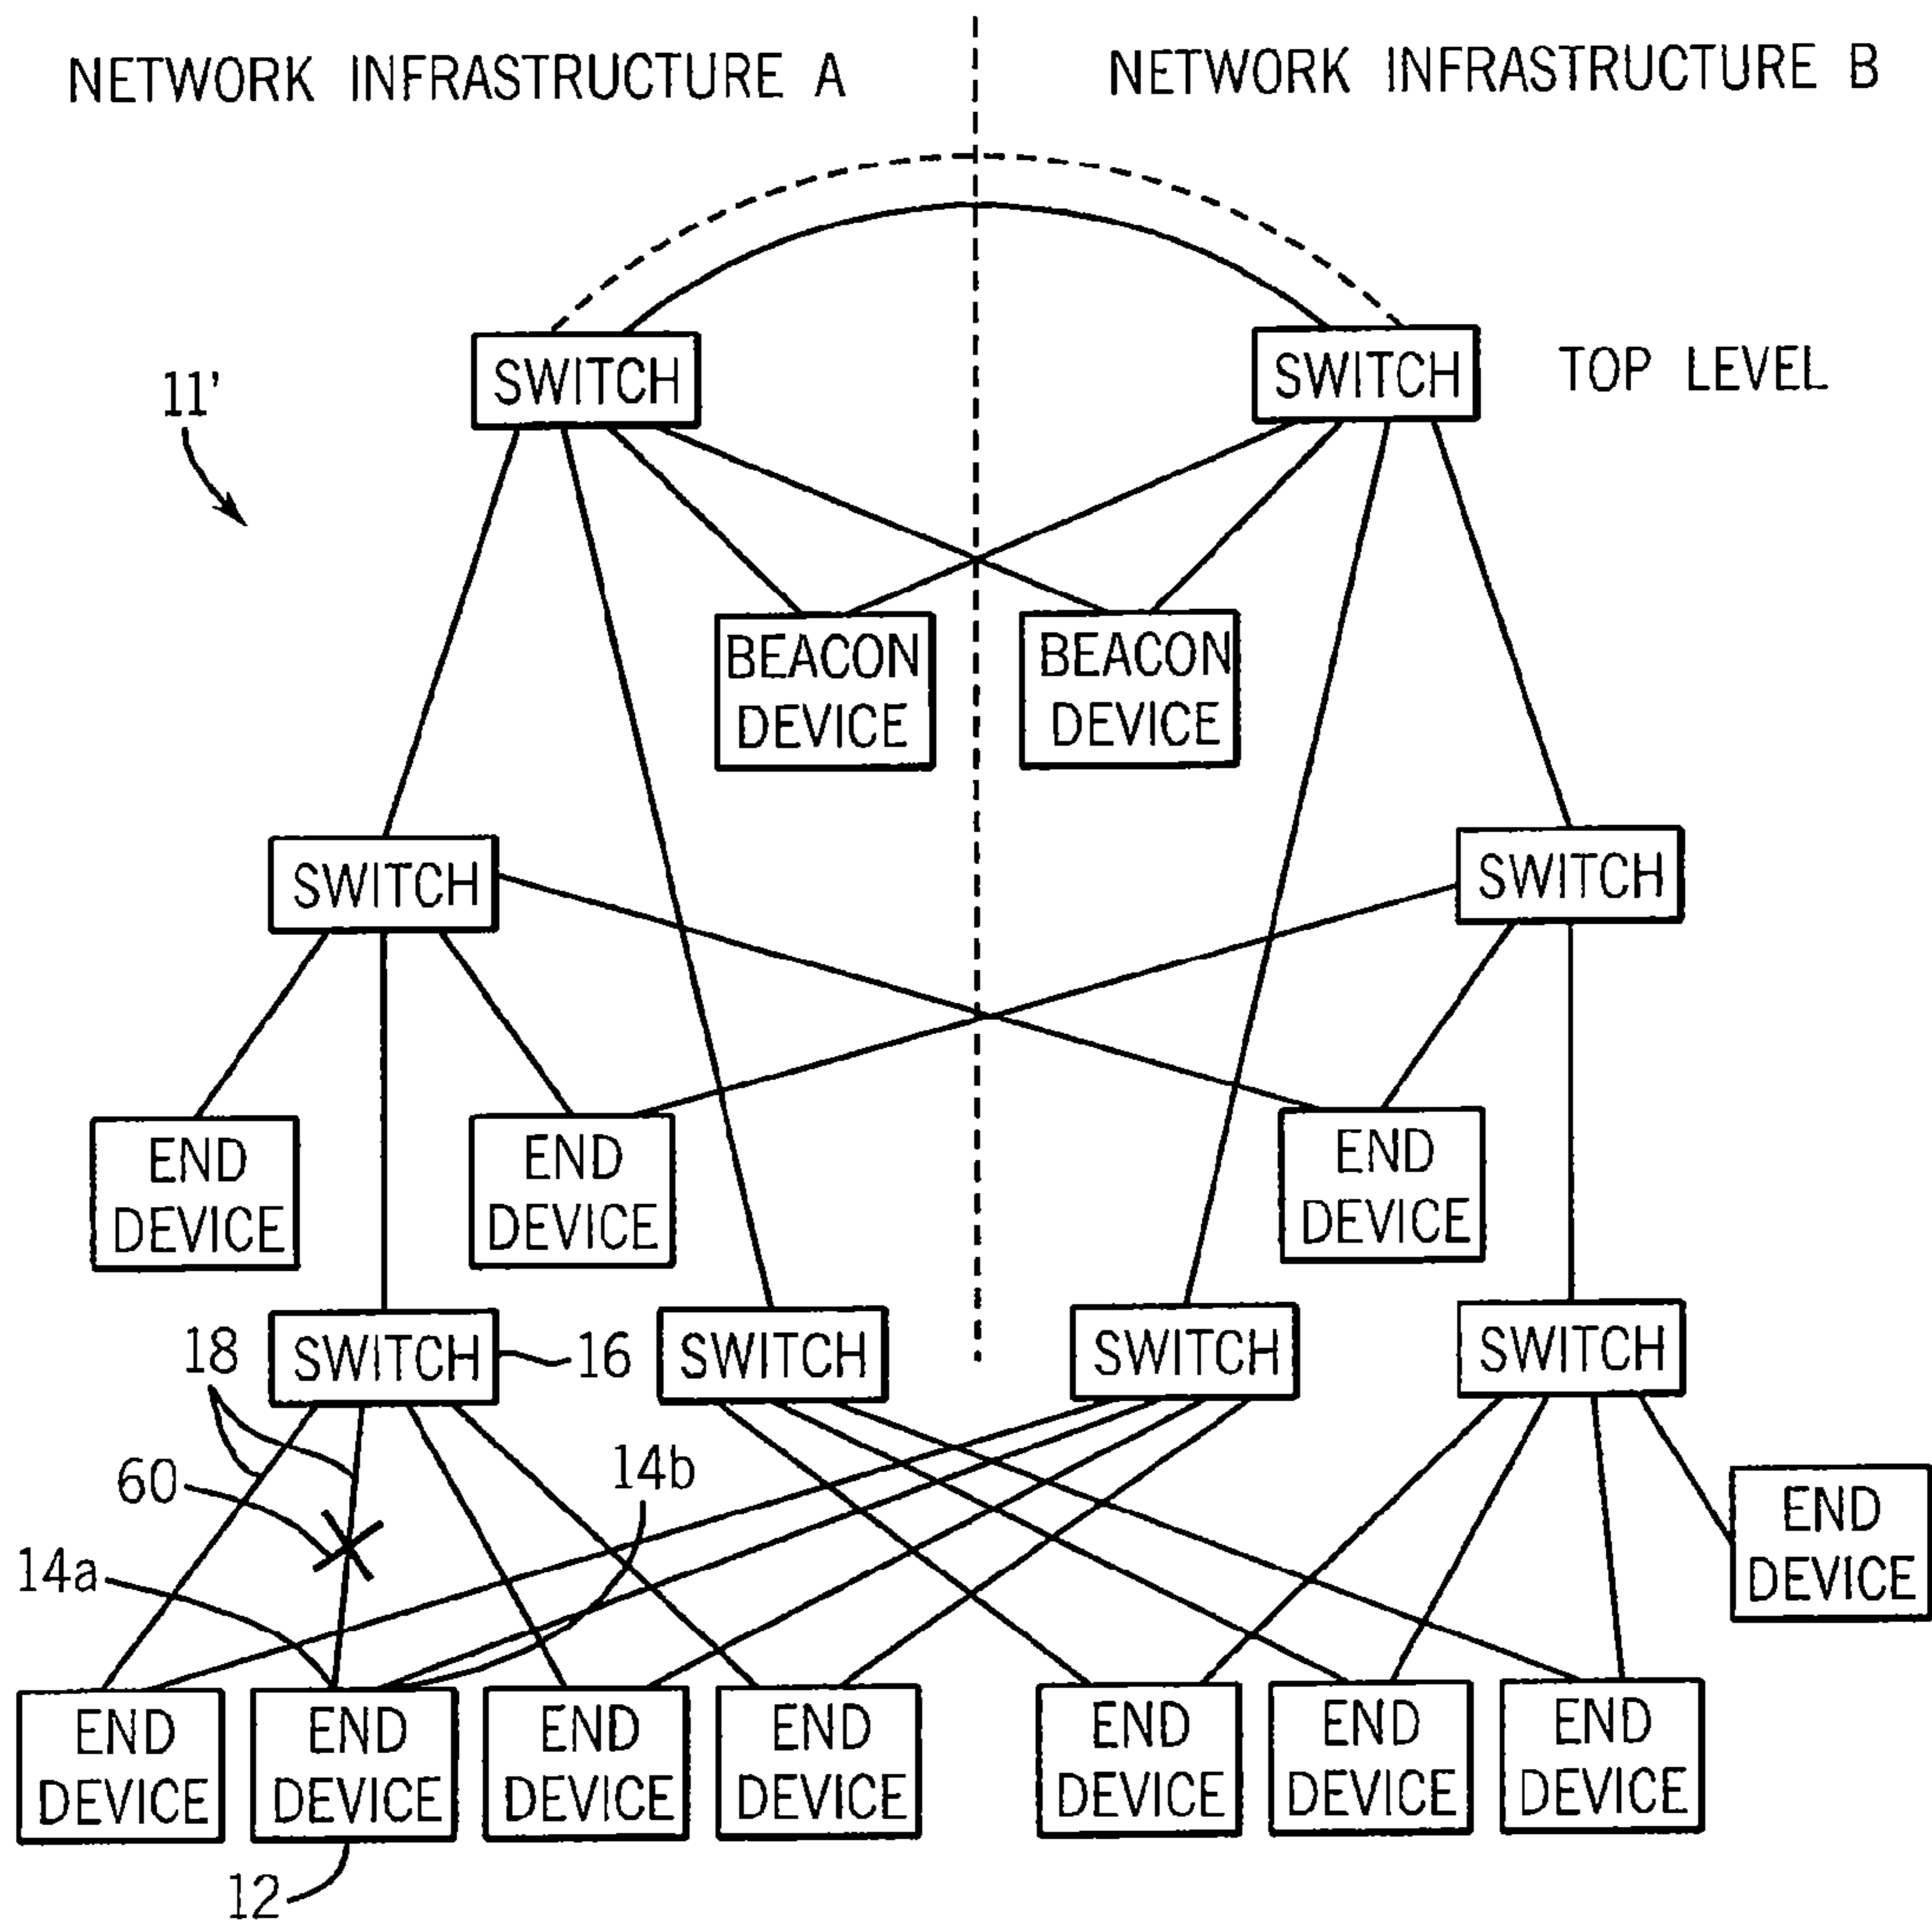 NETWORK INFRASTRUCTURE A
NETWORK INFRASTRUCTURE B
SWITCH
SWITCH
TOP LEVEL
11'
BEACON
DEVICE
BEACON
DEVICE
SWITCH
SWITCH
END
DEVICE
END
DEVICE
END
DEVICE
18
SWITCH
16
SWITCH
SWITCH
SWITCH
60
14b
14a
END
DEVICE
END
DEVICE
END
DEVICE
END
DEVICE
END
DEVICE
END
DEVICE
END
DEVICE
END
DEVICE
12